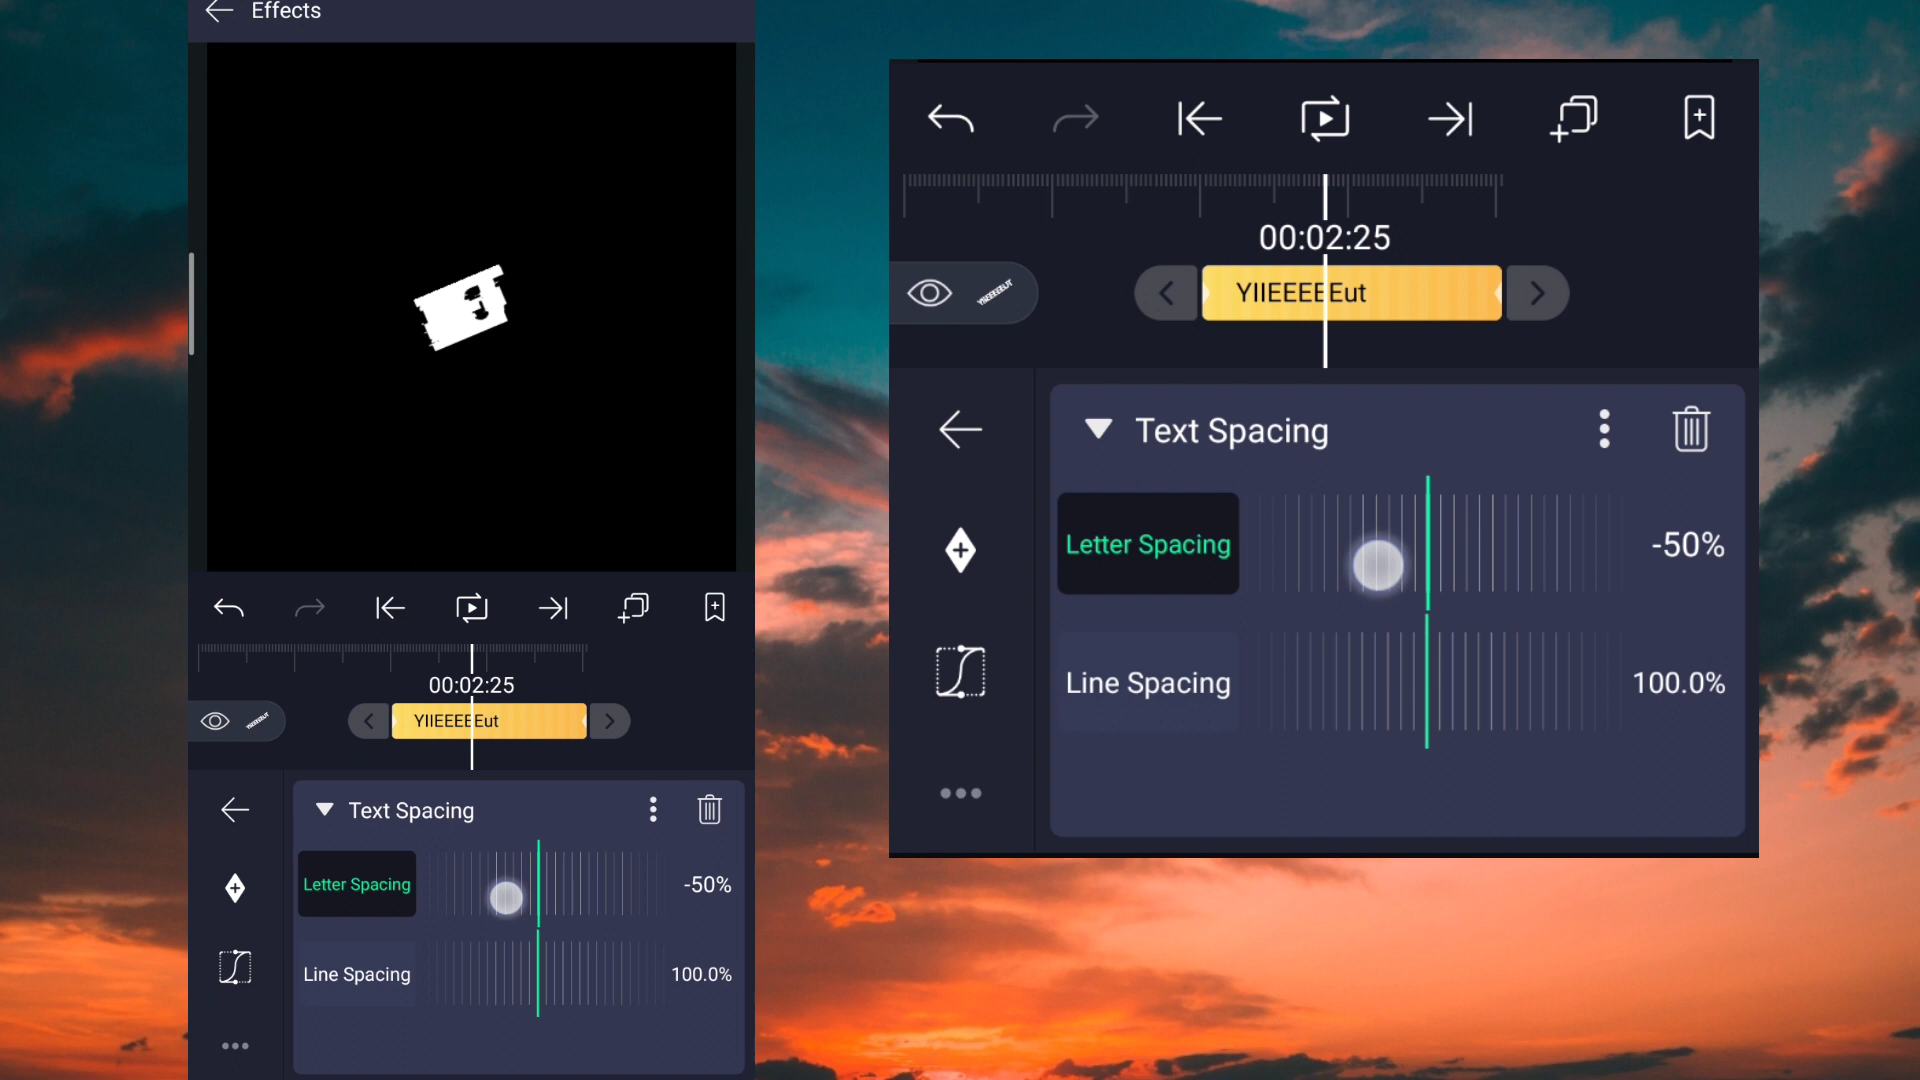 Effects
00:02:25
YIIEEEEEut
Text Spacing
Letter Spacing
-50%
Line Spacing
100.0%
00:02:25
YIIEEEEEut
Text Spacing
Letter Spacing
-50%
Line Spacing
100.0%